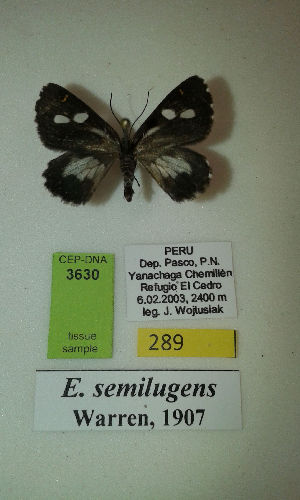 CEP-DNA
3630
tissue
sample
PERU
Dep. Pasco, P.N.
Yanachaga Chemillén
Refugio El Cedro
6.02.2003, 2400 m
leg. J. Wojtusiak
289
E. semilugens
Warren, 1907